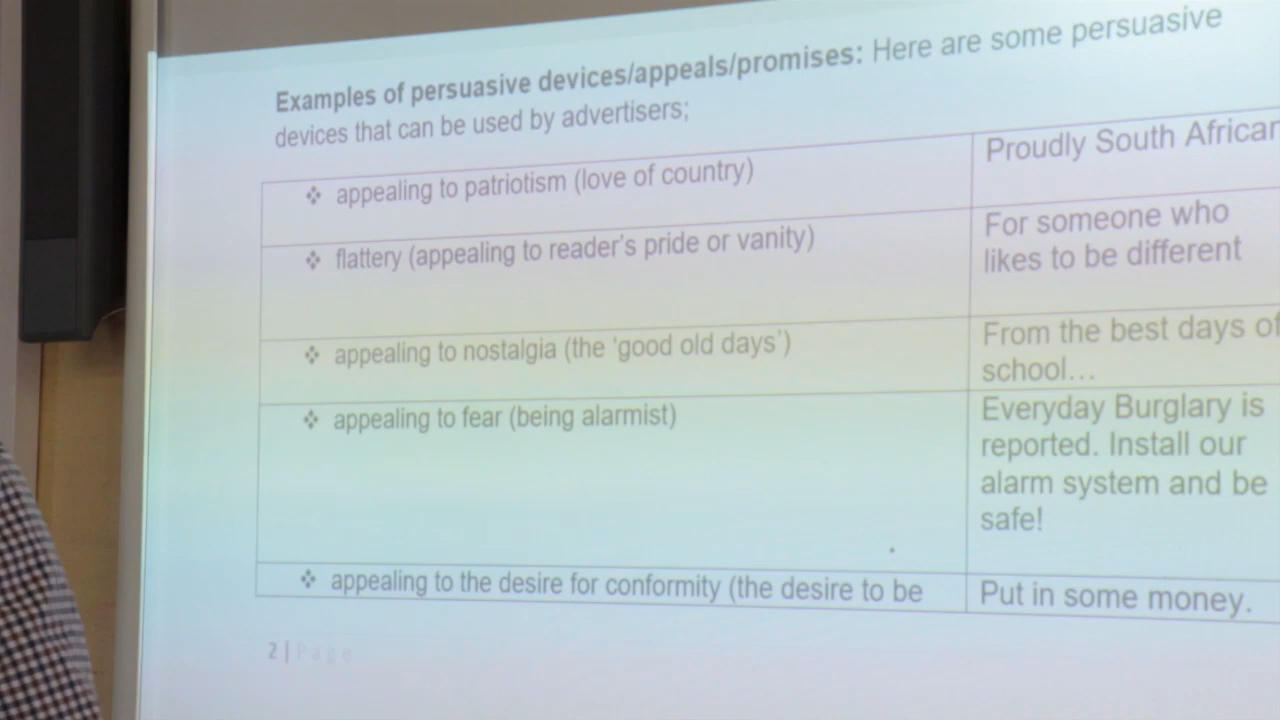 Examples of persuasive devices/appeals/promises: Here are some persuasive
devices that can be used by advertisers;
❖ appealing to patriotism (love of country)
Proudly South African
❖ flattery (appealing to reader's pride or vanity)
For someone who
likes to be different
❖ appealing to nostalgia (the 'good old days')
From the best days of
school…
❖ appealing to fear (being alarmist)
Everyday Burglary is
reported. Install our
alarm system and be
safe!
❖ appealing to the desire for conformity (the desire to be
Put in some money.
2 | Page